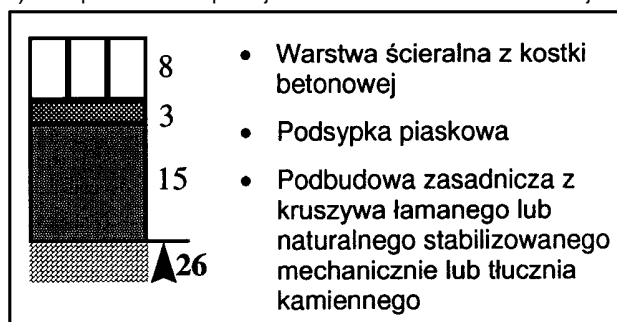 8
3
15
26
• Warstwa ścieralna z kostki
betonowej
• Podsypka piaskowa
• Podbudowa zasadnicza z
kruszywa łamanego lub
naturalnego stabilizowanego
mechanicznie lub tłucznia
kamiennego